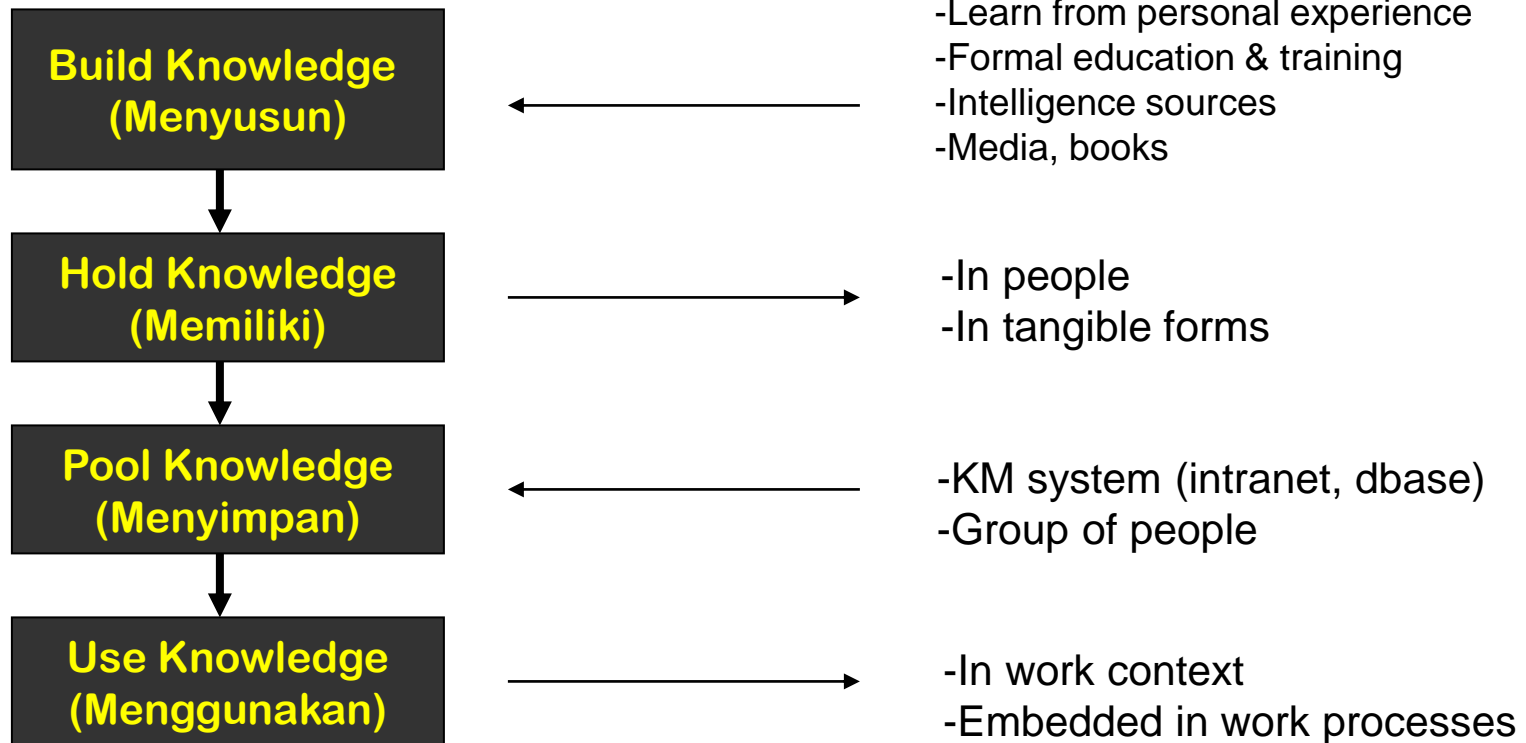 Build Knowledge
(Menyusun)
-Learn from personal experience
-Formal education & training
-Intelligence sources
-Media, books
Hold Knowledge
(Memiliki)
-In people
-In tangible forms
Pool Knowledge
(Menyimpan)
-KM system (intranet, dbase)
-Group of people
Use Knowledge
(Menggunakan)
-In work context
-Embedded in work processes